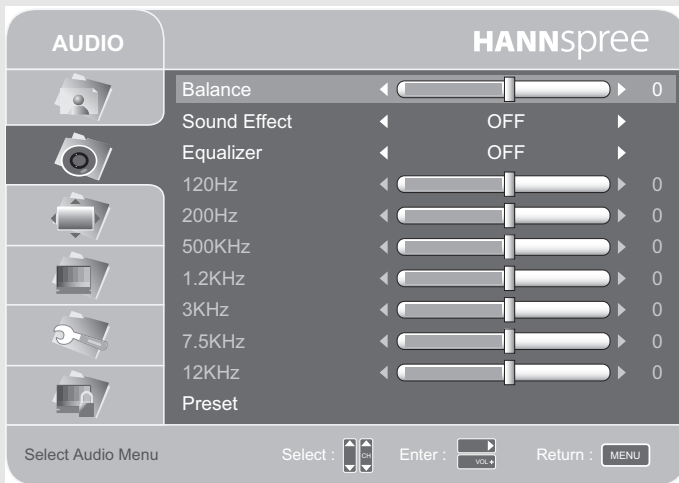 AUDIO
HANNspree
Balance 0
Sound Effect OFF
Equalizer OFF
120Hz 0
200Hz 0
500KHz 0
1.2KHz 0
3KHz 0
7.5KHz 0
12KHz 0
Preset
Select Audio Menu Select : CH Enter : VOL+ Return : MENU